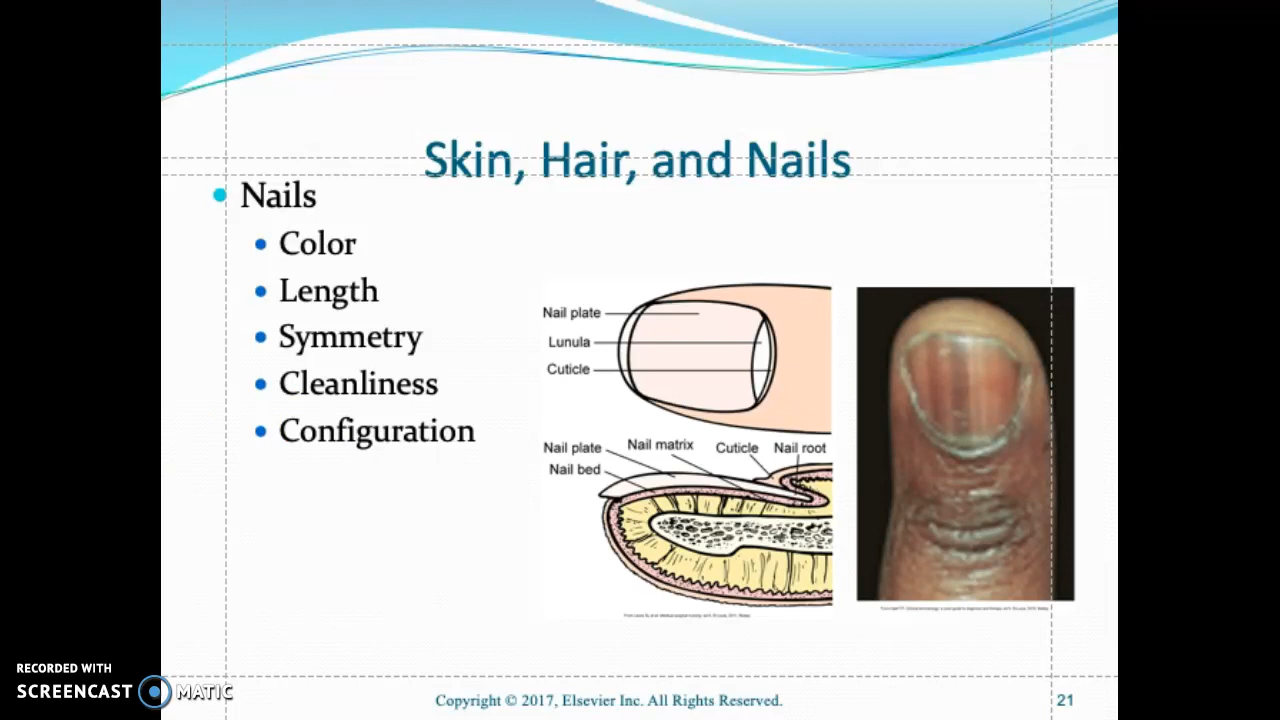 Skin, Hair, and Nails
Nails
Color
Length
Symmetry
Cleanliness
Configuration
Nail plate
Lunula
Cuticle
Nail plate
Nail matrix
Cuticle
Nail root
Nail bed
RECORDED WITH
SCREENCAST MATIC
Copyright © 2017, Elsevier Inc. All Rights Reserved.
21